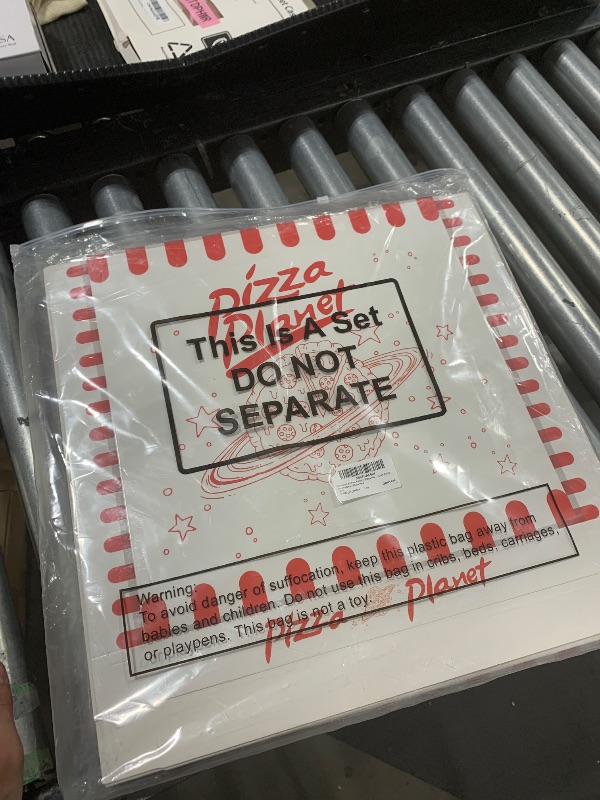 Pizza
Planet
This Is A Set
DO NOT
SEPARATE
Warning:
To avoid danger of suffocation, keep this plastic bag away from
babies and children. Do not use this bag in cribs, beds, carriages,
or playpens. This bag is not a toy.
Pizza Planet